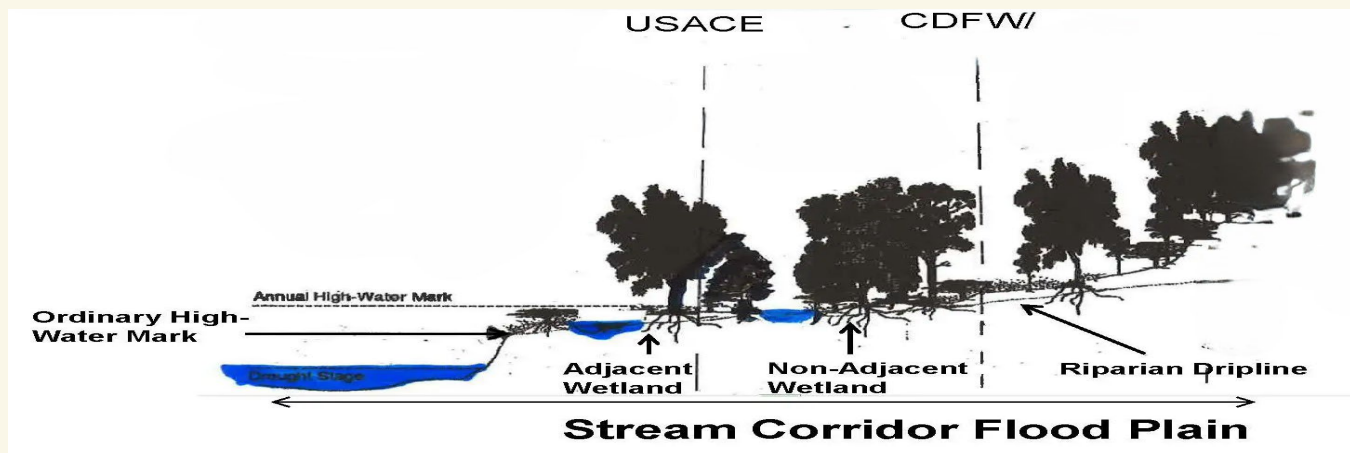 USACE
CDFW/
Annual High-Water Mark
Ordinary High-
Water Mark
Drought Stage
Adjacent
Wetland
Non-Adjacent
Wetland
Riparian Dripline
Stream Corridor Flood Plain